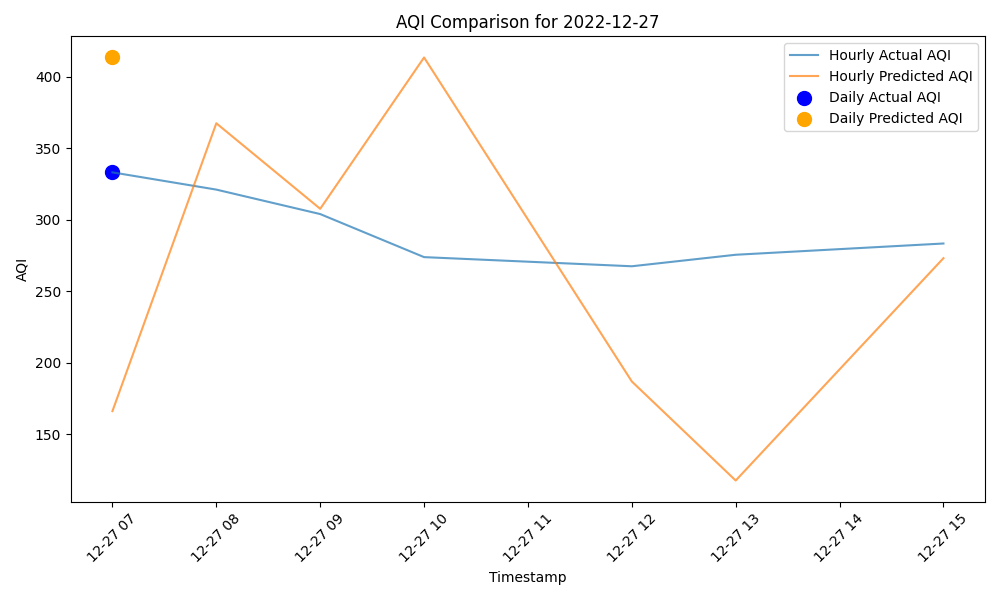 AQI Comparison for 2022-12-27
Hourly Actual AQI
Hourly Predicted AQI
Daily Actual AQI
Daily Predicted AQI
AQI
400
350
300
250
200
150
12-27 07
12-27 08
12-27 09
12-27 10
12-27 11
12-27 12
12-27 13
12-27 14
12-27 15
Timestamp